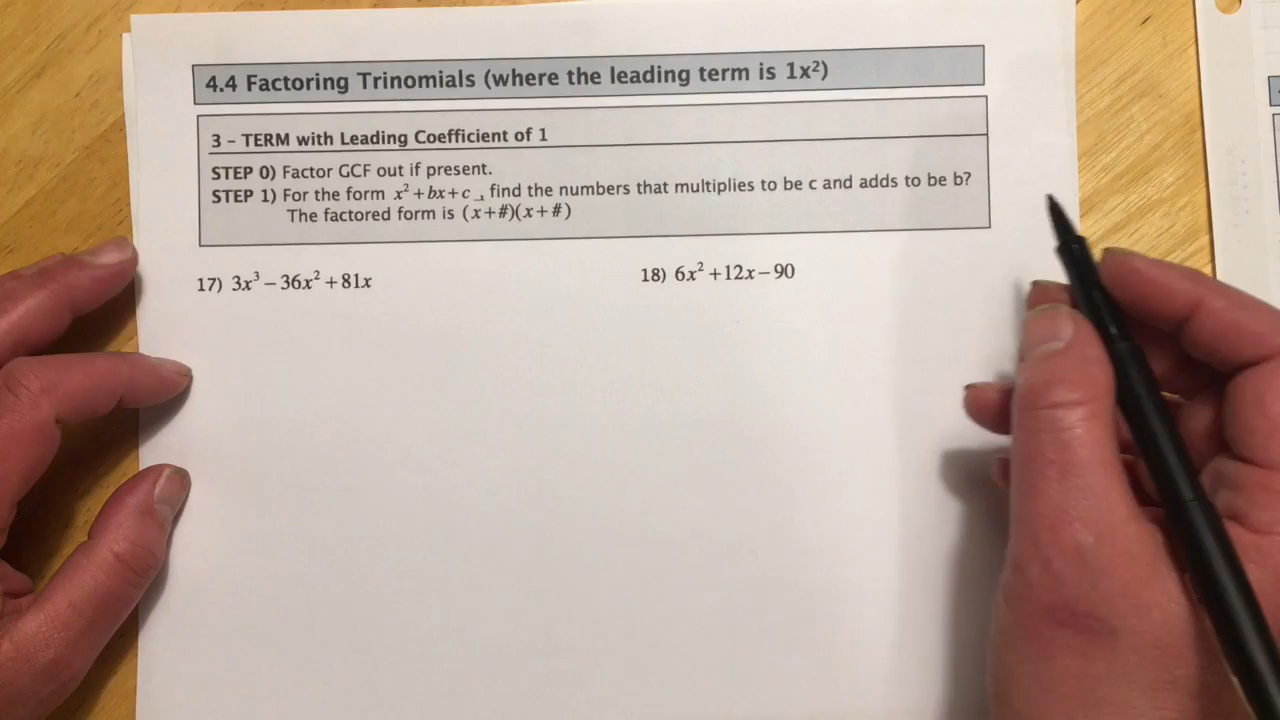 4.4 Factoring Trinomials (where the leading term is 1x²)
3 – TERM with Leading Coefficient of 1
STEP 0) Factor GCF out if present.
STEP 1) For the form x² + bx + c , find the numbers that multiplies to be c and adds to be b?
The factored form is (x+#)(x+#)
17) 3x³ – 36x² + 81x
18) 6x² + 12x – 90